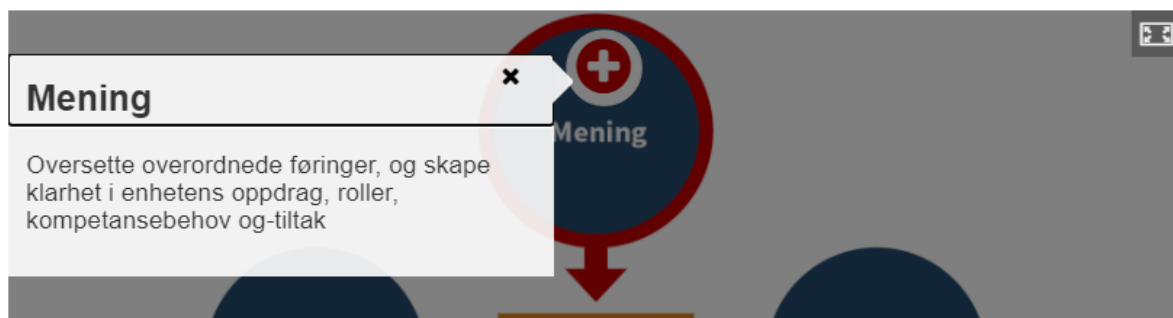 Mening
Oversette overordnede føringer, og skape
klarhet i enhetens oppdrag, roller,
kompetansebehov og-tiltak
Mening